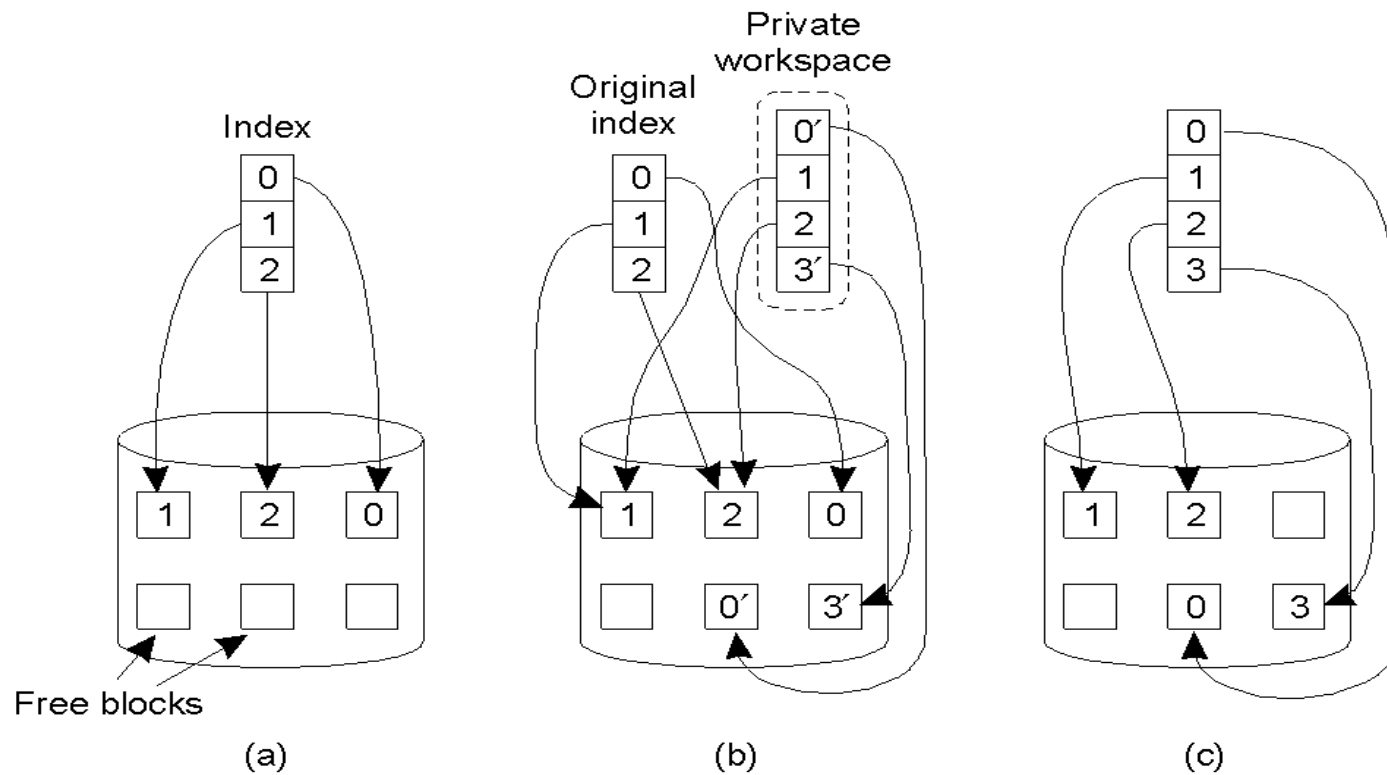 Private
workspace
Original
index
Index
0
1
2
0
1
2
0′
1
2
3′
0
1
2
3
1 2 0
1 2 0
0′ 3′
1 2
0 3
Free blocks
(a) (b) (c)